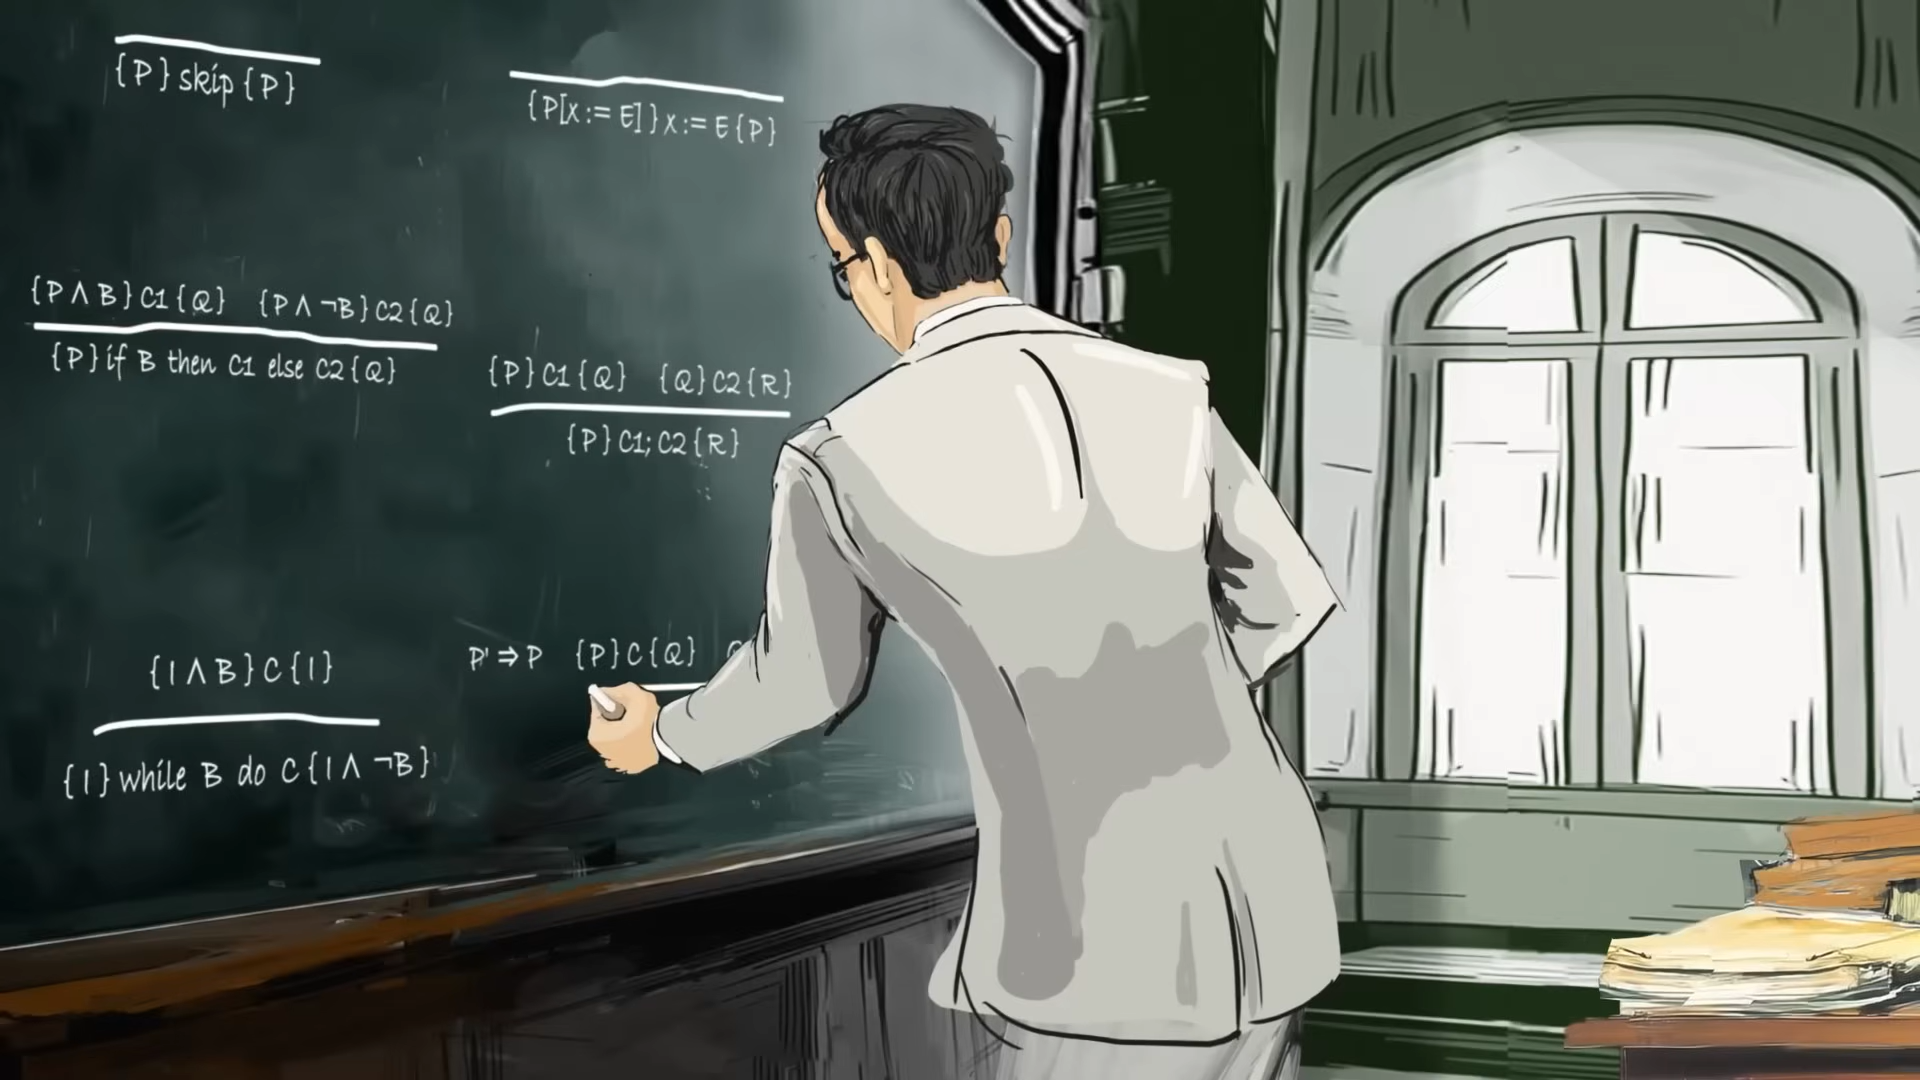 {P} skip {P}
{P[x := E]} x := E {P}
{P ∧ B} C1 {Q} {P ∧ ¬B} C2 {Q}
{P} if B then C1 else C2 {Q}
{P} C1 {Q} {Q} C2 {R}
{P} C1; C2 {R}
{I ∧ B} C {I}
{I} while B do C {I ∧ ¬B}
P' ⇒ P {P} C {Q}